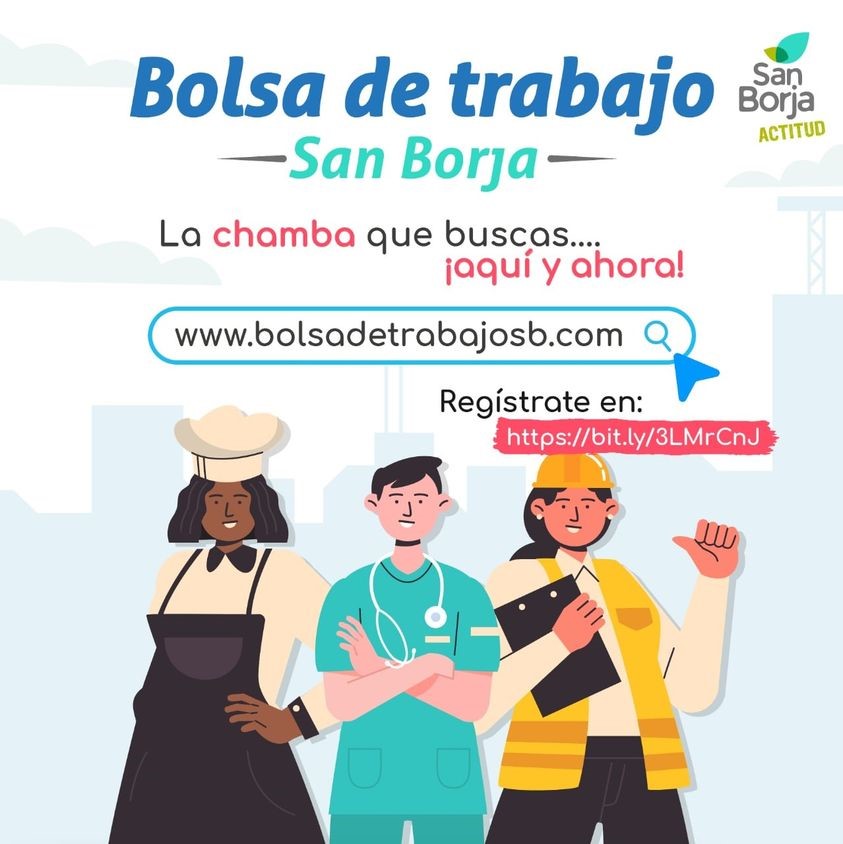 Bolsa de trabajo
San Borja
San
Borja
ACTITUD
La chamba que buscas....
¡aquí y ahora!
www.bolsadetrabajosb.com
Regístrate en:
https://bit.ly/3LMrCnJ